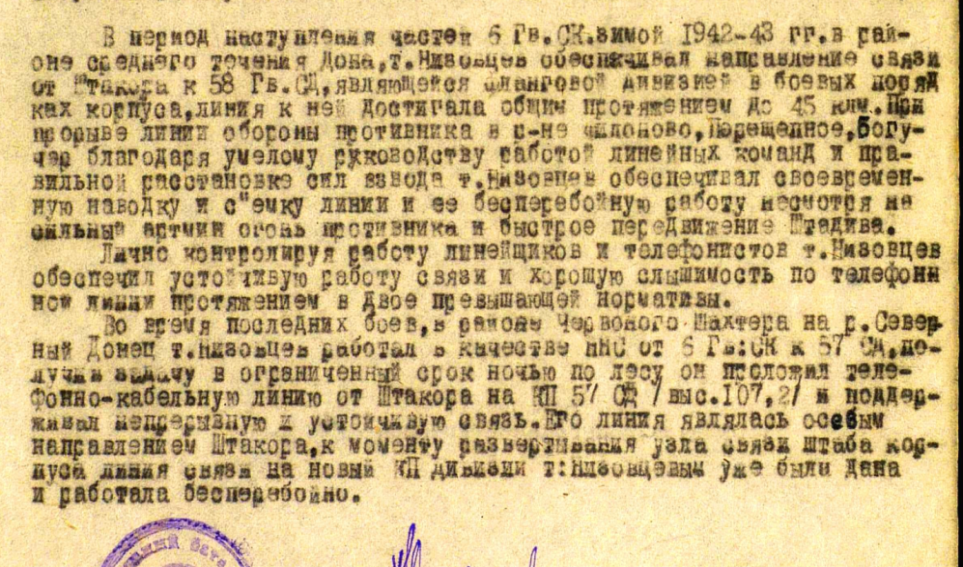 В период наступления частей 6 Гв.СК.зимой 1942-43 гг.в рай-
оне среднего течения Дона,т.Низовцев обеспечивал направление связи
от Штакора к 58 Гв.СД,являющейся фланговой дивизией в боевых поряд
ках корпуса,линия к ней достигала общим протяжением до 45 клм.При
прорыве линии обороны противника в р-не Перещепное,Богу-
чар благодаря умелому руководству работой линейных команд и пра-
вильной расстановке сил взвода т.Низовцев обеспечивал своевремен-
ную наводку и с"емку линии и ее бесперебойную работу несмотря на
сильный артмин огонь противника и быстрое передвижение Штадива.
Лично контролируя работу линейщиков и телефонистов т.Низовцев
обеспечил устойчивую работу связи и хорошую слышимость по телефонн
ной линии протяжением в двое превышающей нормативы.
Во время последних боев,в районе Червоного Шахтера на р.Север-
ный Донец т.Низовцев работал в качестве ННС от 6 Гв:СК к 57 СД,по-
лучив задачу в ограниченный срок ночью по лесу он проложил теле-
фонно-кабельную линию от Штакора на КП 57 СД /выс.107,2/ и поддер-
живал непрерывную и устойчивую связь.Его линия являлась осевым
направлением Штакора,к моменту развертывания узла связи штаба кор-
пуса линия связи на новый КП дивизии т:Низовцевым уже была дана
и работала бесперебойно.